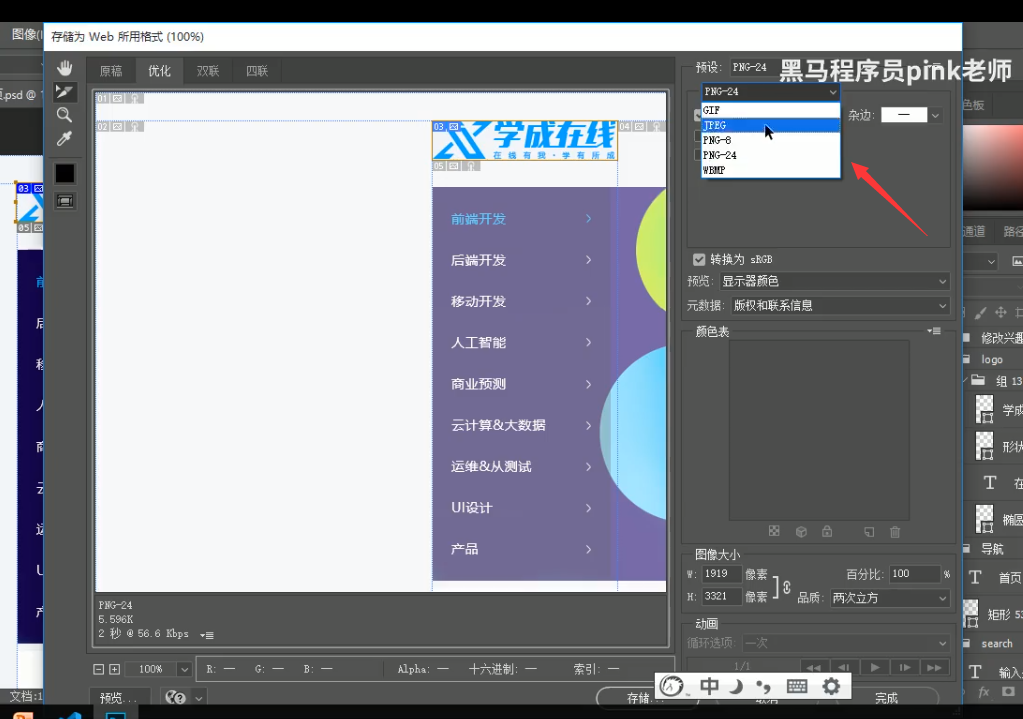 图像(I
存储为 Web 所用格式 (100%)
原稿 优化 双联 四联
预设: PNG-24
黑马程序员pink老师
页.psd @
PNG-24
GIF
JPEG
PNG-8
PNG-24
WBMP
杂边: —
色板
01
02
03
04
05
学成在线
在线有我·学有所成
03
05
前端开发
后端开发
移动开发
人工智能
商业预测
云计算&大数据
运维&从测试
UI设计
产品
转换为 sRGB
预览: 显示器颜色
元数据: 版权和联系信息
颜色表
通道 路径
修改兴趣
logo
组 13
学成
形状
T 在
椭圆
导航
T 首页
矩形 53
search
T 输入
fx
图像大小
W: 1919 像素
H: 3321 像素
百分比: 100 %
品质: 两次立方
动画
循环选项: 一次
1/1
PNG-24
5.596K
2 秒 @ 56.6 Kbps
100%
R: — G: — B: — Alpha: — 十六进制: — 索引: —
文档:1
预览...
存储...
取消
完成
中